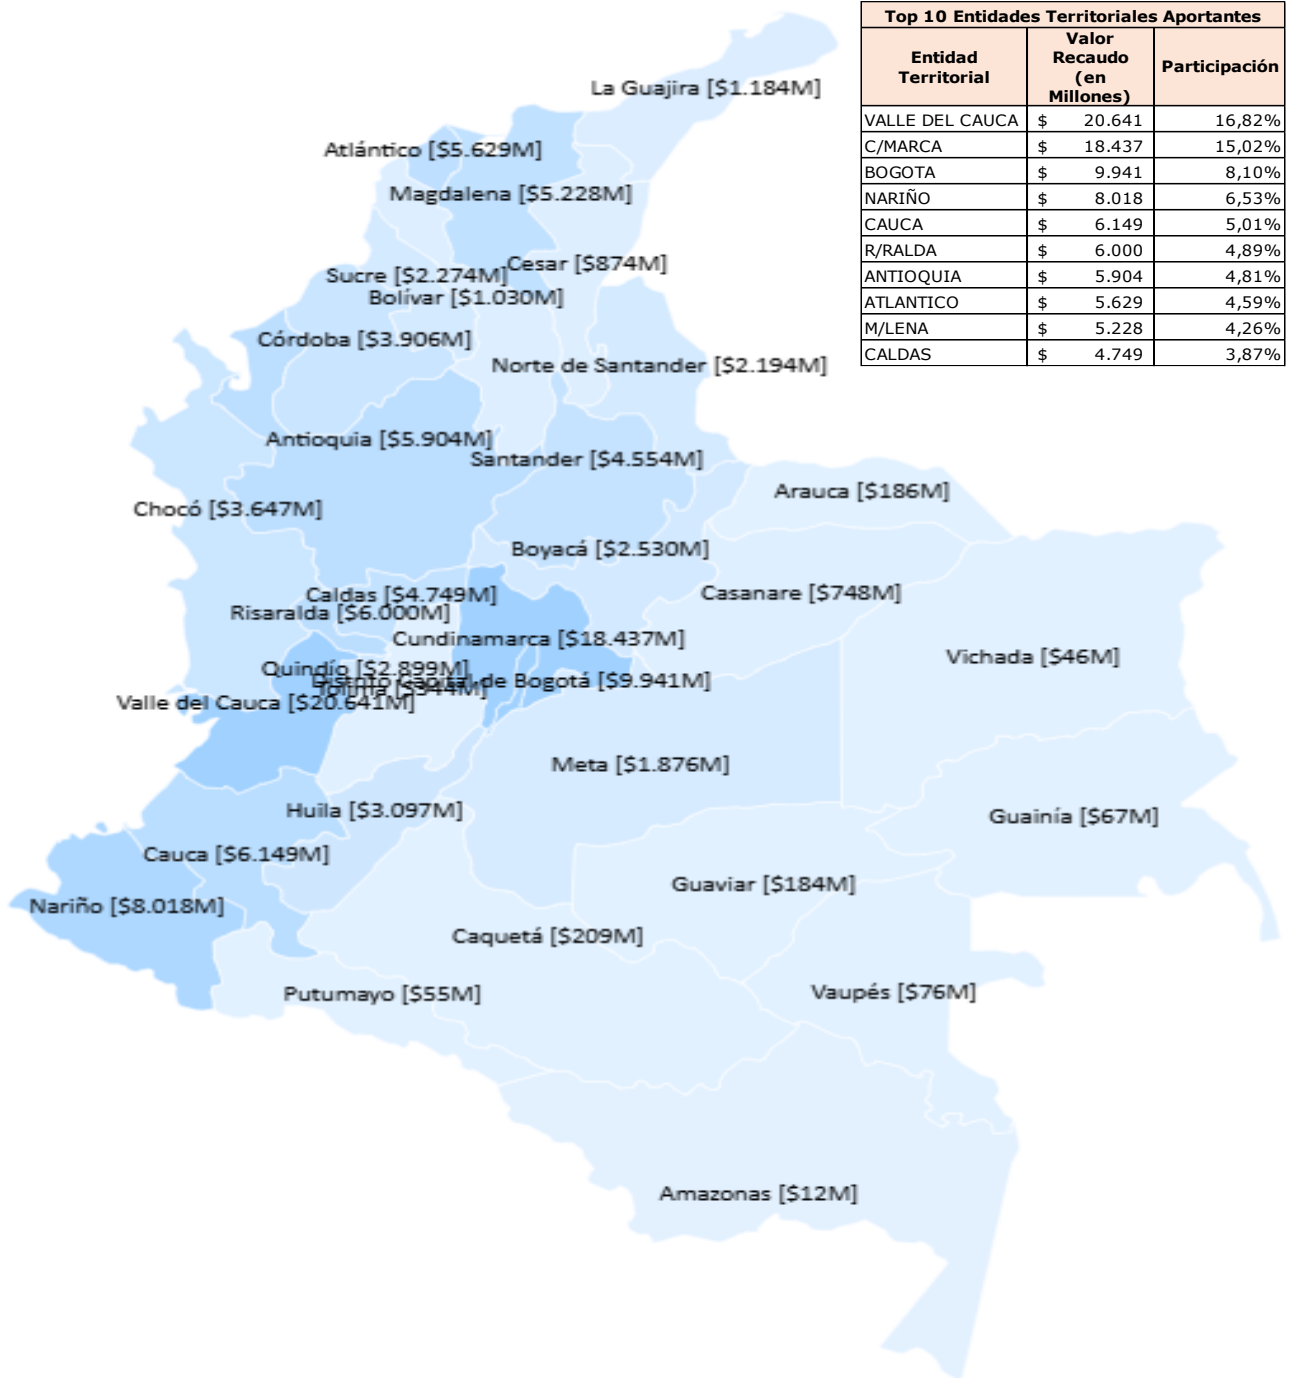 Top 10 Entidades Territoriales Aportantes
Entidad Territorial | Valor Recaudo (en Millones) | Participación
VALLE DEL CAUCA $ 20.641 16,82%
C/MARCA $ 18.437 15,02%
BOGOTA $ 9.941 8,10%
NARIÑO $ 8.018 6,53%
CAUCA $ 6.149 5,01%
R/RALDA $ 6.000 4,89%
ANTIOQUIA $ 5.904 4,81%
ATLANTICO $ 5.629 4,59%
M/LENA $ 5.228 4,26%
CALDAS $ 4.749 3,87%
La Guajira [$1.184M]
Atlántico [$5.629M]
Magdalena [$5.228M]
Cesar [$874M]
Sucre [$2.274M]
Bolívar [$1.030M]
Córdoba [$3.906M]
Norte de Santander [$2.194M]
Antioquia [$5.904M]
Santander [$4.554M]
Arauca [$186M]
Chocó [$3.647M]
Boyacá [$2.530M]
Caldas [$4.749M]
Casanare [$748M]
Risaralda [$6.000M]
Cundinamarca [$18.437M]
Vichada [$46M]
Quindío [$2.899M]
Distrito Capital de Bogotá [$9.941M]
Tolima
Valle del Cauca [$20.641M]
Meta [$1.876M]
Huila [$3.097M]
Guainía [$67M]
Cauca [$6.149M]
Guaviar [$184M]
Nariño [$8.018M]
Caquetá [$209M]
Putumayo [$55M]
Vaupés [$76M]
Amazonas [$12M]